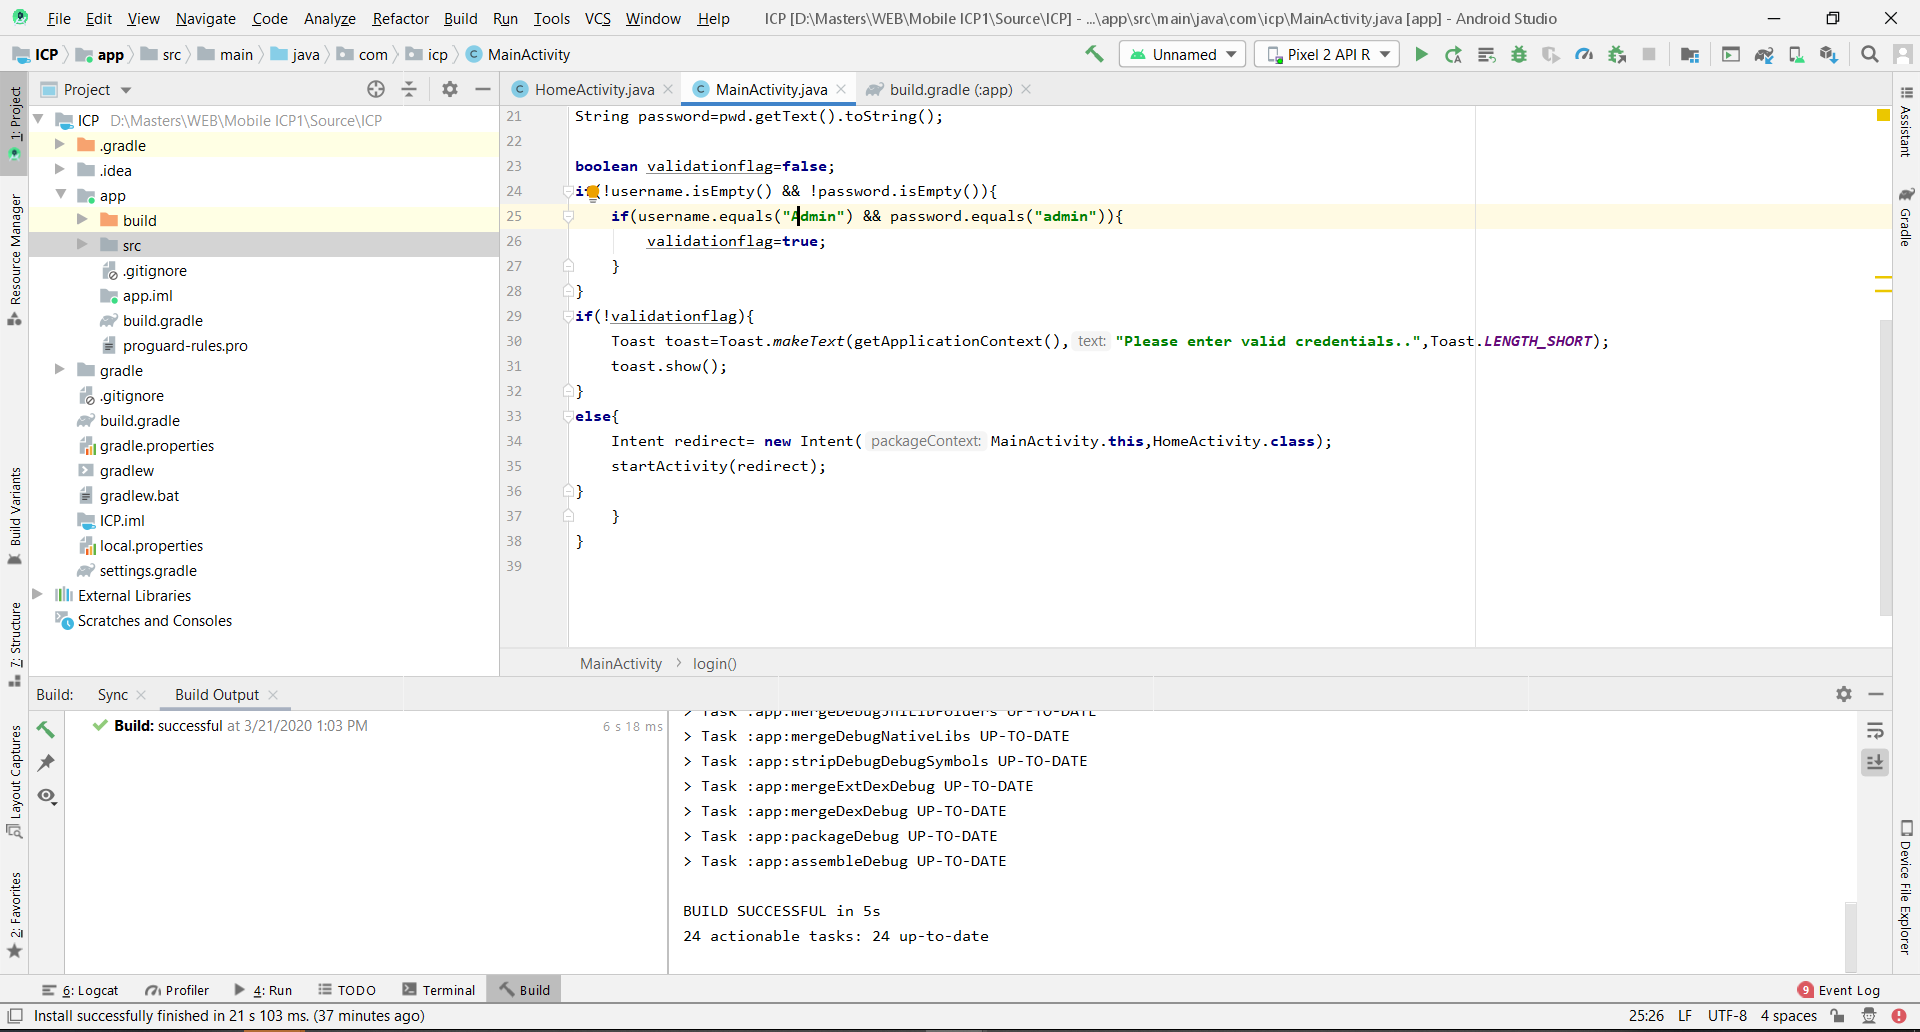 File Edit View Navigate Code Analyze Refactor Build Run Tools VCS Window Help ICP [D:\Masters\WEB\Mobile ICP1\Source\ICP] - ...\app\src\main\java\com\icp\MainActivity.java [app] - Android Studio
ICP app src main java com icp MainActivity Unnamed Pixel 2 API R
Project
HomeActivity.java MainActivity.java build.gradle (:app)
ICP D:\Masters\WEB\Mobile ICP1\Source\ICP
.gradle
.idea
app
build
src
.gitignore
app.iml
build.gradle
proguard-rules.pro
gradle
.gitignore
build.gradle
gradle.properties
gradlew
gradlew.bat
ICP.iml
local.properties
settings.gradle
External Libraries
Scratches and Consoles
1: Project
Resource Manager
Build Variants
7: Structure
Layout Captures
2: Favorites
21 String password=pwd.getText().toString();
22
23 boolean validationflag=false;
24 if(!username.isEmpty() && !password.isEmpty()){
25 if(username.equals("Admin") && password.equals("admin")){
26 validationflag=true;
27 }
28 }
29 if(!validationflag){
30 Toast toast=Toast.makeText(getApplicationContext(), text: "Please enter valid credentials..",Toast.LENGTH_SHORT);
31 toast.show();
32 }
33 else{
34 Intent redirect= new Intent( packageContext: MainActivity.this,HomeActivity.class);
35 startActivity(redirect);
36 }
37 }
38 }
39
MainActivity › login()
Assistant
Gradle
Device File Explorer
Build: Sync Build Output
Build: successful at 3/21/2020 1:03 PM 6 s 18 ms
> Task :app:mergeDebugJniLibFolders UP-TO-DATE
> Task :app:mergeDebugNativeLibs UP-TO-DATE
> Task :app:stripDebugDebugSymbols UP-TO-DATE
> Task :app:mergeExtDexDebug UP-TO-DATE
> Task :app:mergeDexDebug UP-TO-DATE
> Task :app:packageDebug UP-TO-DATE
> Task :app:assembleDebug UP-TO-DATE
BUILD SUCCESSFUL in 5s
24 actionable tasks: 24 up-to-date
6: Logcat Profiler 4: Run TODO Terminal Build 9 Event Log
Install successfully finished in 21 s 103 ms. (37 minutes ago) 25:26 LF UTF-8 4 spaces